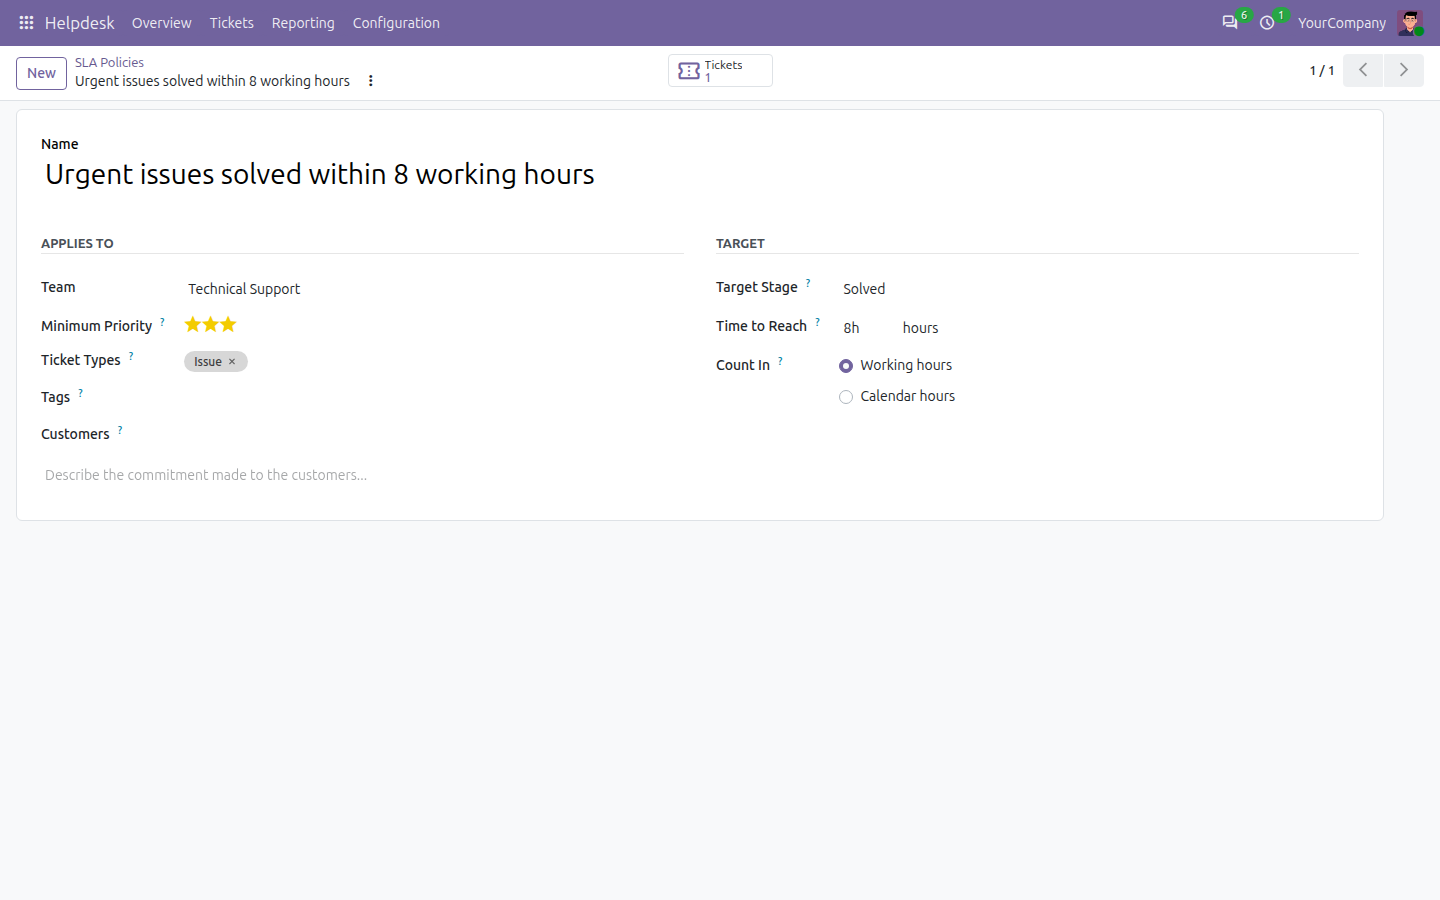 Helpdesk Overview Tickets Reporting Configuration 6 1 YourCompany
New SLA Policies
Urgent issues solved within 8 working hours
Tickets
1
1 / 1
Name
Urgent issues solved within 8 working hours
APPLIES TO
Team Technical Support
Minimum Priority ?
Ticket Types ? Issue ×
Tags ?
Customers ?
Describe the commitment made to the customers...
TARGET
Target Stage ? Solved
Time to Reach ? 8h hours
Count In ? Working hours
Calendar hours